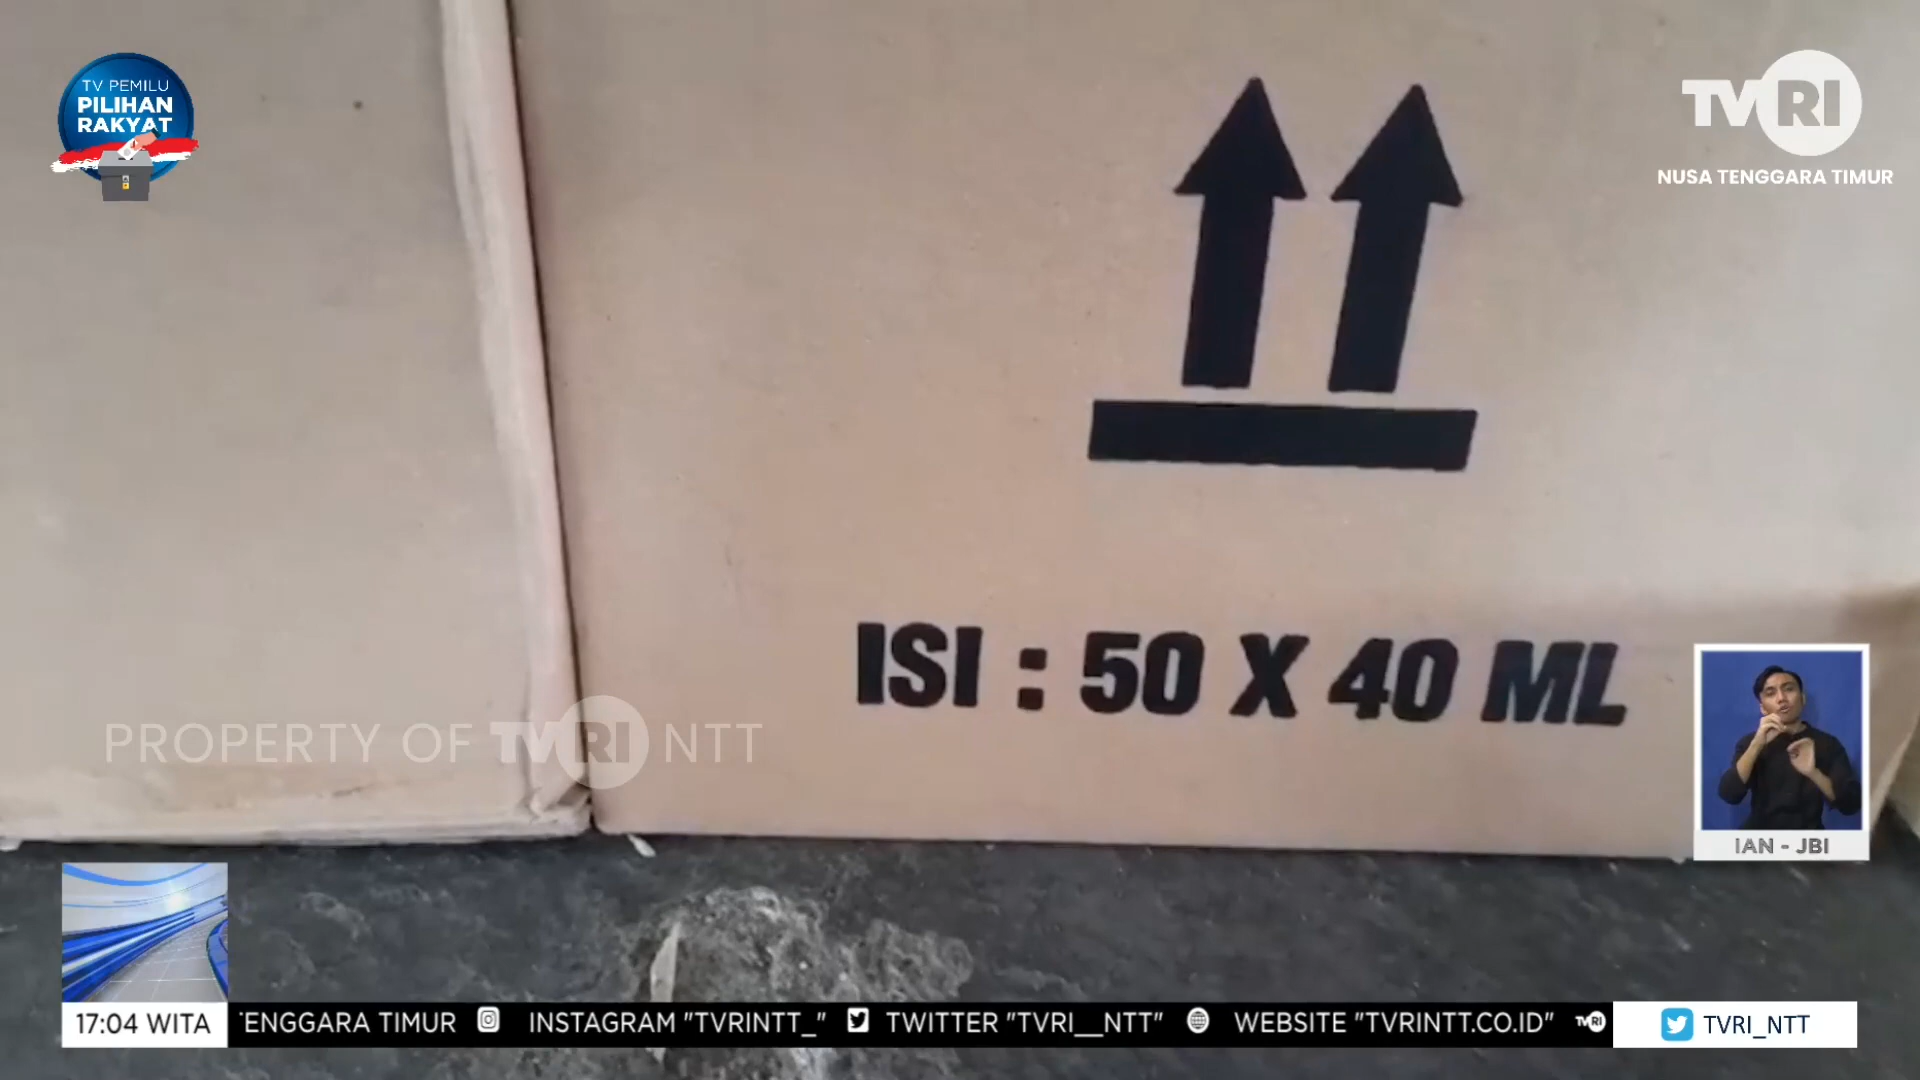 TV PEMILU
PILIHAN
RAKYAT
TVRI
NUSA TENGGARA TIMUR
ISI : 50 X 40 ML
PROPERTY OF TVRI NTT
IAN - JBI
17:04 WITA
ENGGARA TIMUR INSTAGRAM "TVRINTT_" TWITTER "TVRI__NTT" WEBSITE "TVRINTT.CO.ID" TVRI
TVRI_NTT